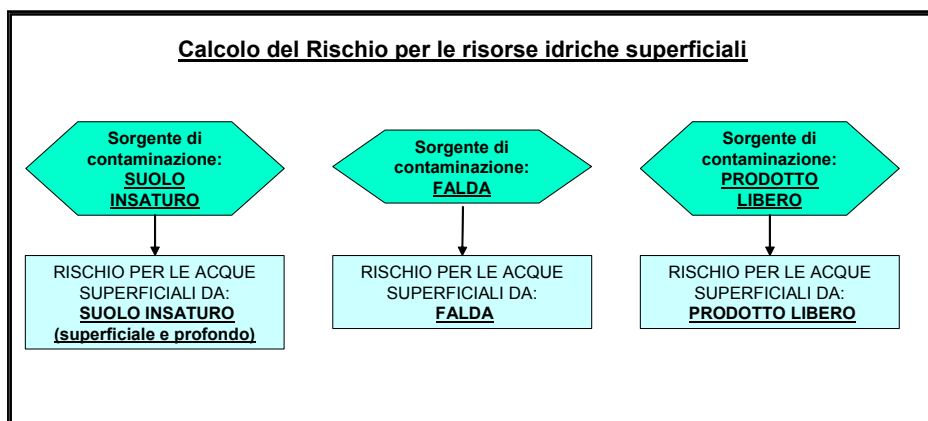 Calcolo del Rischio per le risorse idriche superficiali
Sorgente di
contaminazione:
SUOLO
INSATURO
Sorgente di
contaminazione:
FALDA
Sorgente di
contaminazione:
PRODOTTO
LIBERO
RISCHIO PER LE ACQUE
SUPERFICIALI DA:
SUOLO INSATURO
(superficiale e profondo)
RISCHIO PER LE ACQUE
SUPERFICIALI DA:
FALDA
RISCHIO PER LE ACQUE
SUPERFICIALI DA:
PRODOTTO LIBERO